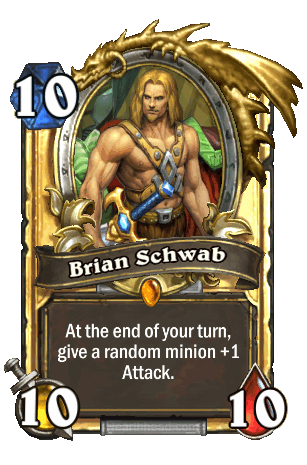 10
Brian Schwab
At the end of your turn,
give a random minion +1
Attack.
10
10